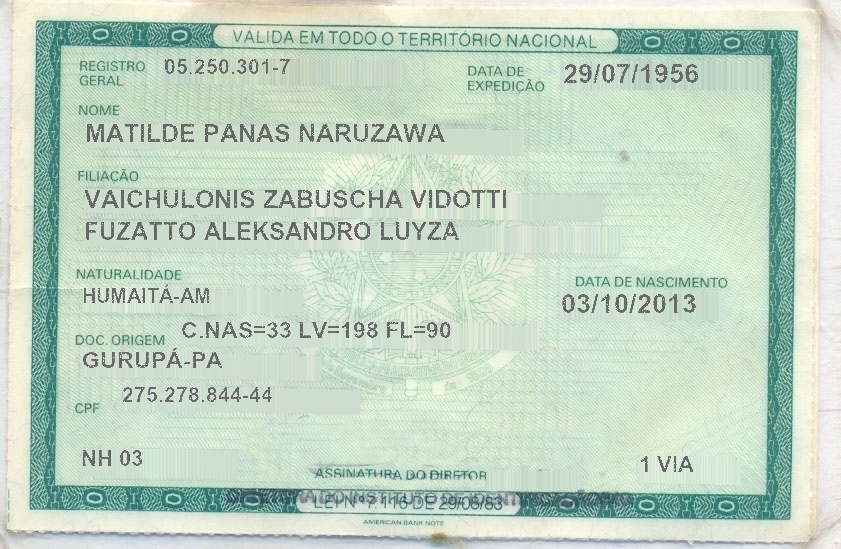 VÁLIDA EM TODO O TERRITÓRIO NACIONAL
REGISTRO GERAL 05.250.301-7
DATA DE EXPEDIÇÃO 29/07/1956
NOME
MATILDE PANAS NARUZAWA
FILIAÇÃO
VAICHULONIS ZABUSCHA VIDOTTI
FUZATTO ALEKSANDRO LUYZA
NATURALIDADE
HUMAITÁ-AM
DATA DE NASCIMENTO
03/10/2013
DOC. ORIGEM C.NAS=33 LV=198 FL=90
GURUPÁ-PA
CPF 275.278.844-44
NH 03
1 VIA
ASSINATURA DO DIRETOR
LEI Nº 7.116 DE 29/08/83
AMERICAN BANK NOTE